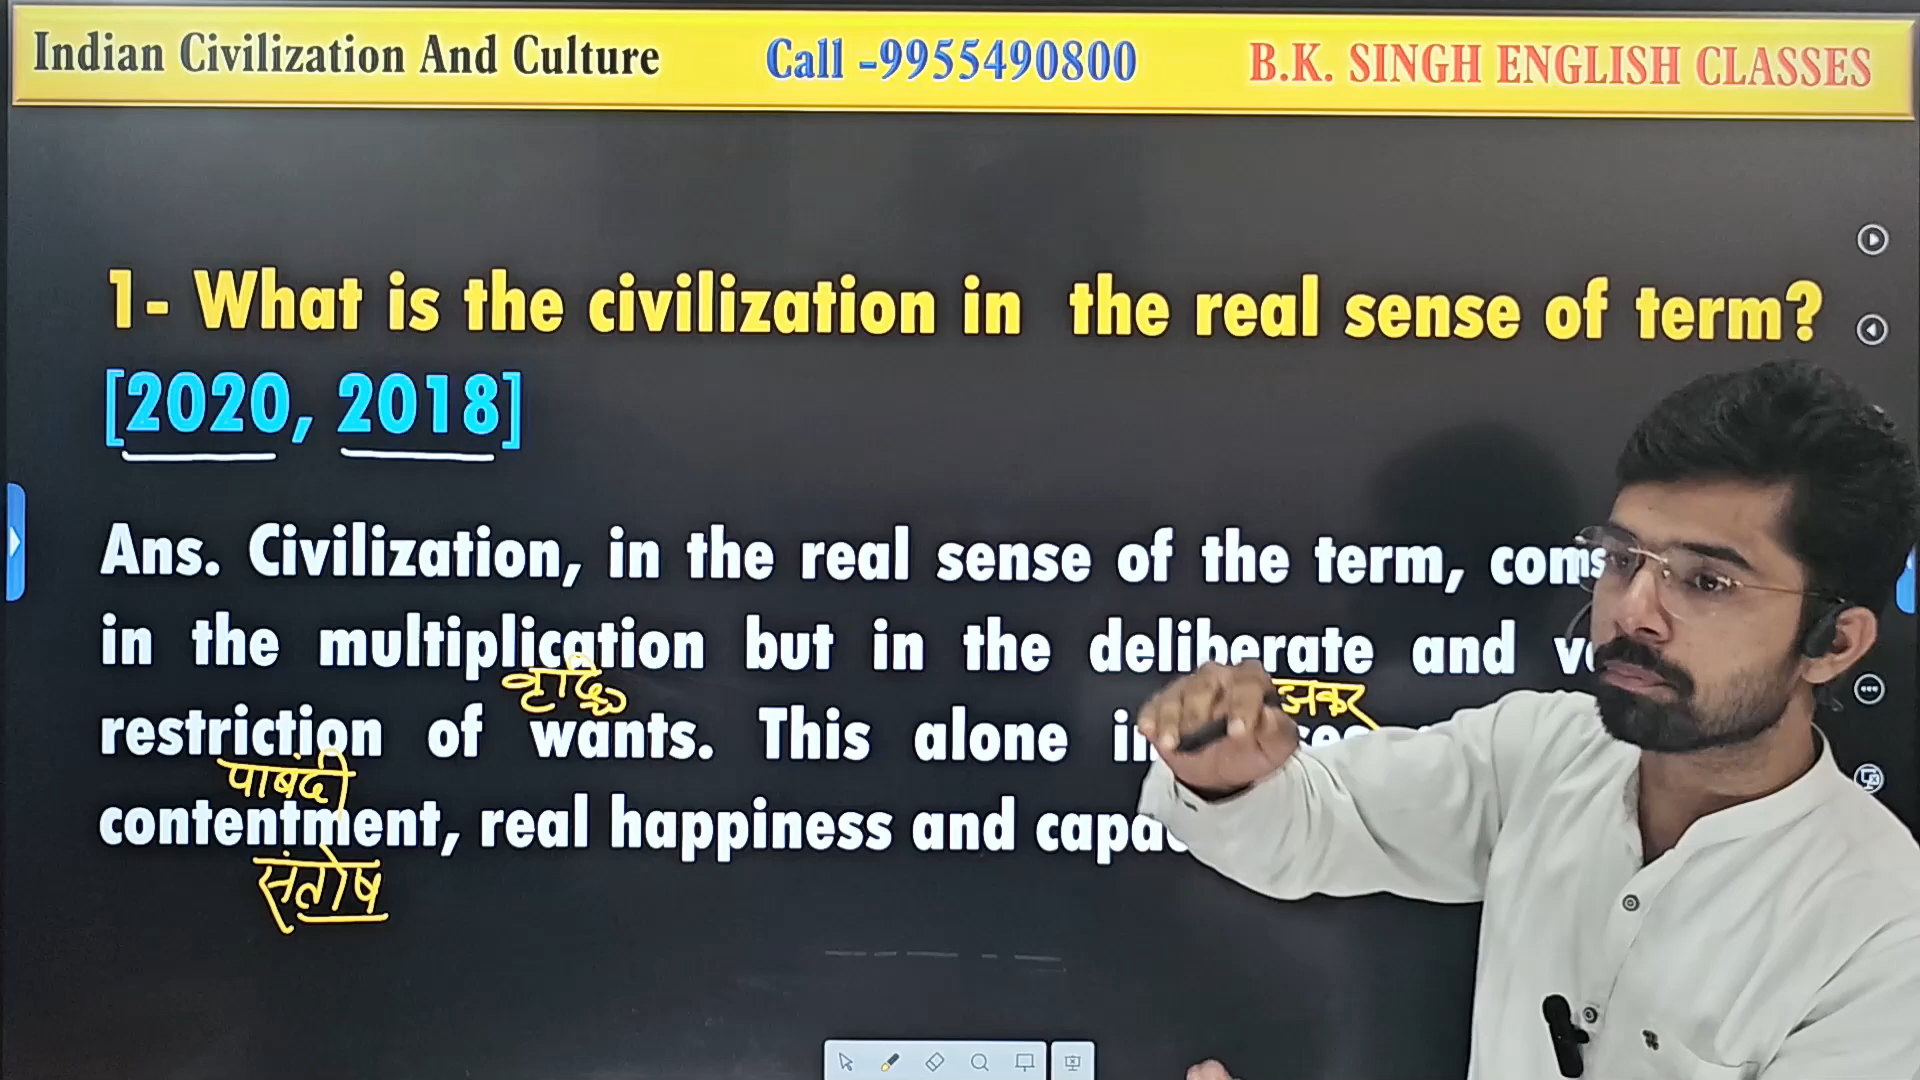 Indian Civilization And Culture Call -9955490800 B.K. SINGH ENGLISH CLASSES
1- What is the civilization in the real sense of term?
[2020, 2018]
Ans. Civilization, in the real sense of the term,
in the multiplication but in the deliberate and
वृद्धि
restriction of wants. This alone
पाबंदी
contentment, real happiness and
संतोष